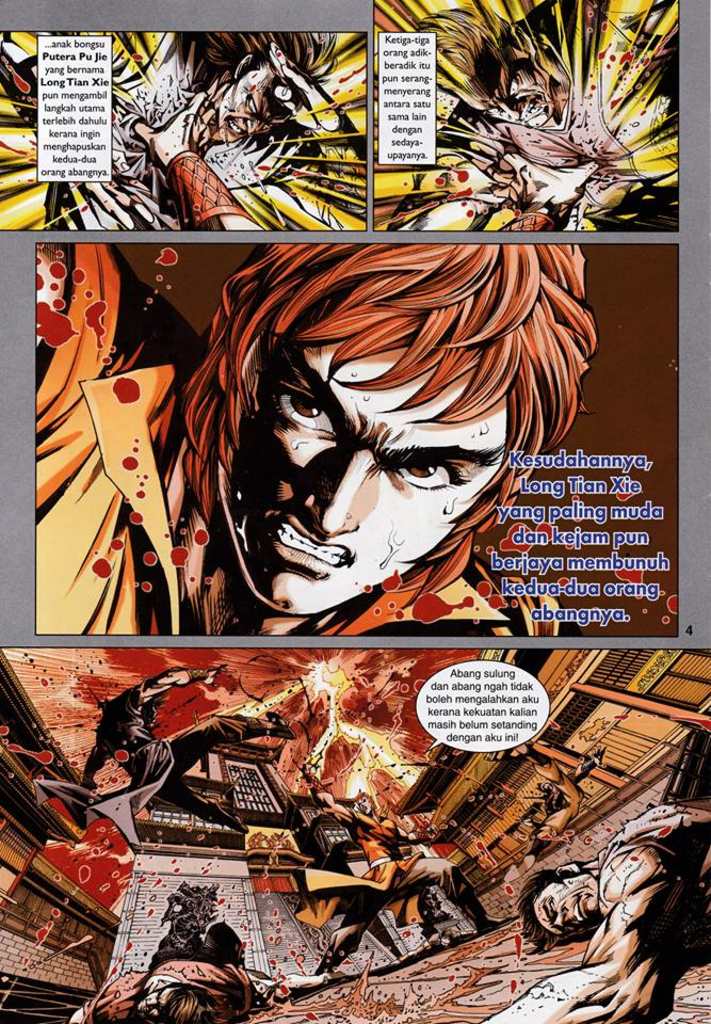 ...anak bongsu
Putera Pu Jie
yang bernama
Long Tian Xie
pun mengambil
langkah utama
terlebih dahulu
kerana ingin
menghapuskan
kedua-dua
orang abangnya.
Ketiga-tiga
orang adik-
beradik itu
pun serang-
menyerang
antara satu
sama lain
dengan
sedaya-
upayanya.
Kesudahannya,
Long Tian Xie
yang paling muda
dan kejam pun
berjaya membunuh
kedua-dua orang
abangnya.
4
Abang sulung
dan abang ngah tidak
boleh mengalahkan aku
kerana kekuatan kalian
masih belum setanding
dengan aku ini!